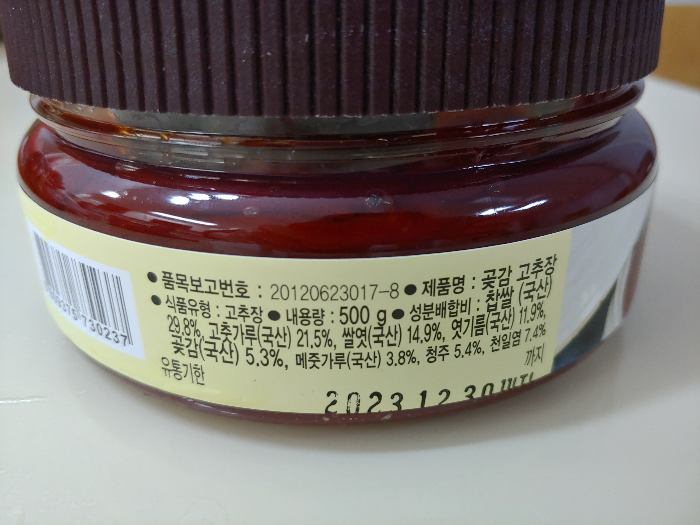 ● 품목보고번호 : 20120623017-8 ● 제품명 : 곶감 고추장
● 식품유형 : 고추장 ● 내용량 : 500 g ● 성분배합비 : 찹쌀 (국산)
29.8%, 고추가루(국산) 21.5%, 쌀엿(국산) 14.9%, 엿기름(국산) 11.9%,
곶감(국산) 5.3%, 메줏가루(국산) 3.8%, 청주 5.4%, 천일염 7.4%
유통기한 까지
2023.12.30까지
730237